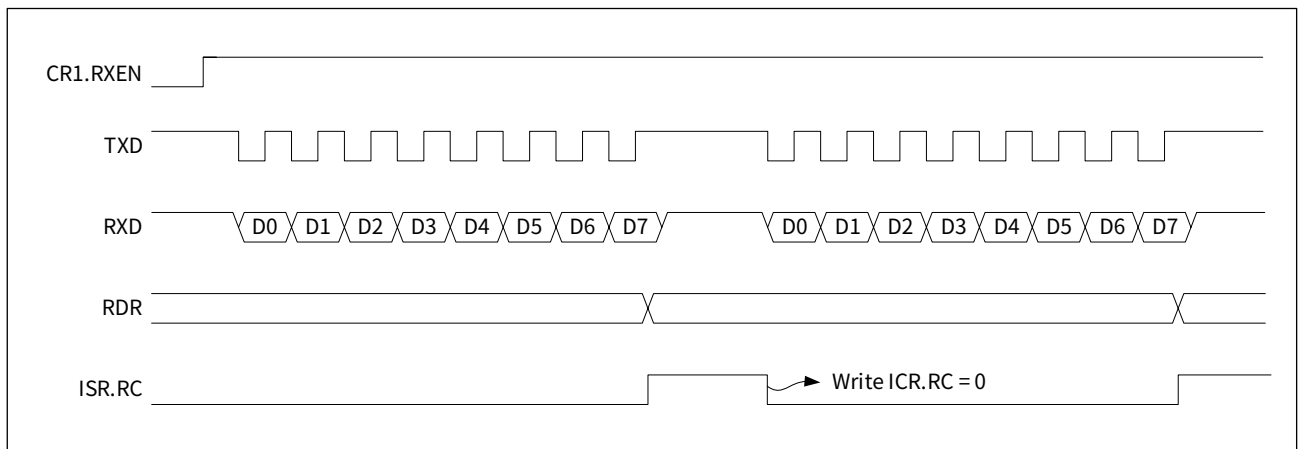 CR1.RXEN
TXD
RXD D0 D1 D2 D3 D4 D5 D6 D7 D0 D1 D2 D3 D4 D5 D6 D7
RDR
ISR.RC Write ICR.RC = 0